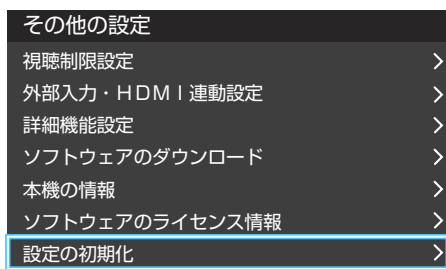 その他の設定
視聴制限設定
外部入力・ＨＤＭＩ連動設定
詳細機能設定
ソフトウェアのダウンロード
本機の情報
ソフトウェアのライセンス情報
設定の初期化